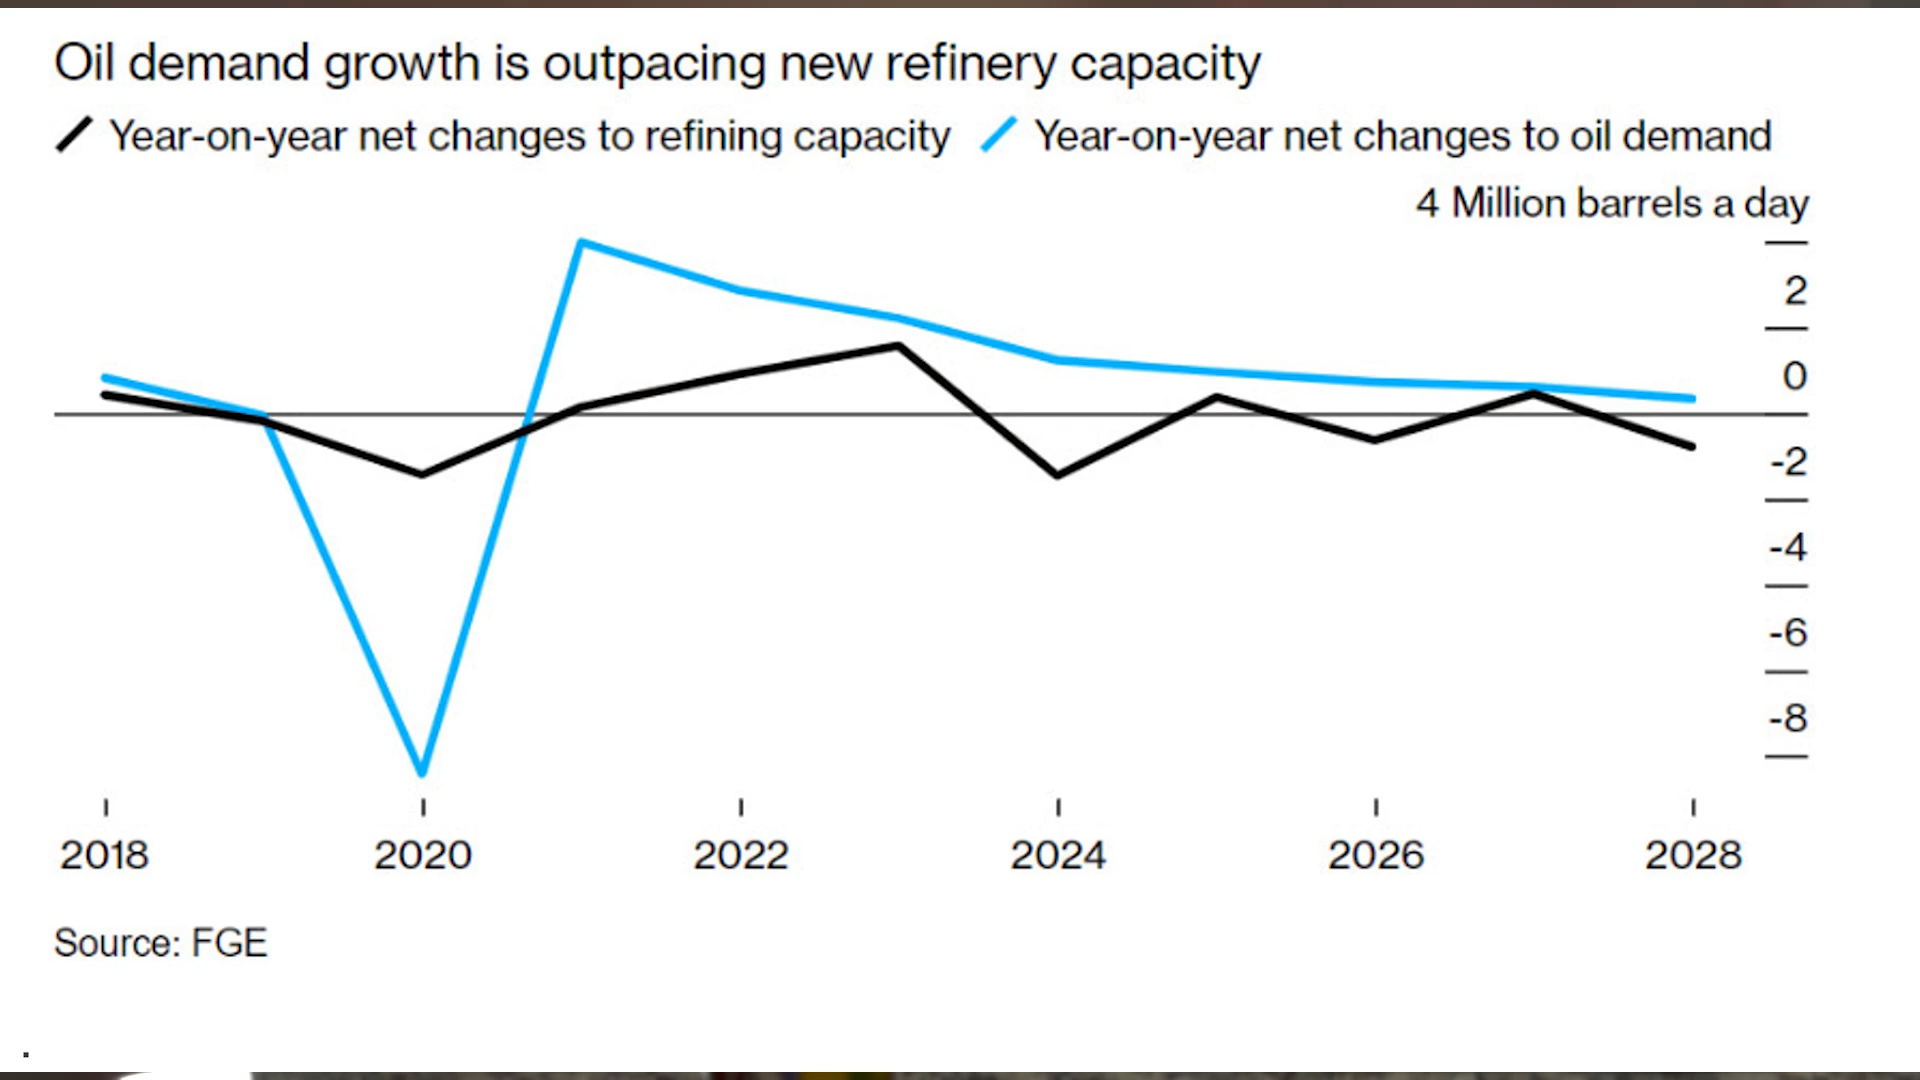 Oil demand growth is outpacing new refinery capacity
Year-on-year net changes to refining capacity Year-on-year net changes to oil demand
4 Million barrels a day
2
0
-2
-4
-6
-8
2018 2020 2022 2024 2026 2028
Source: FGE